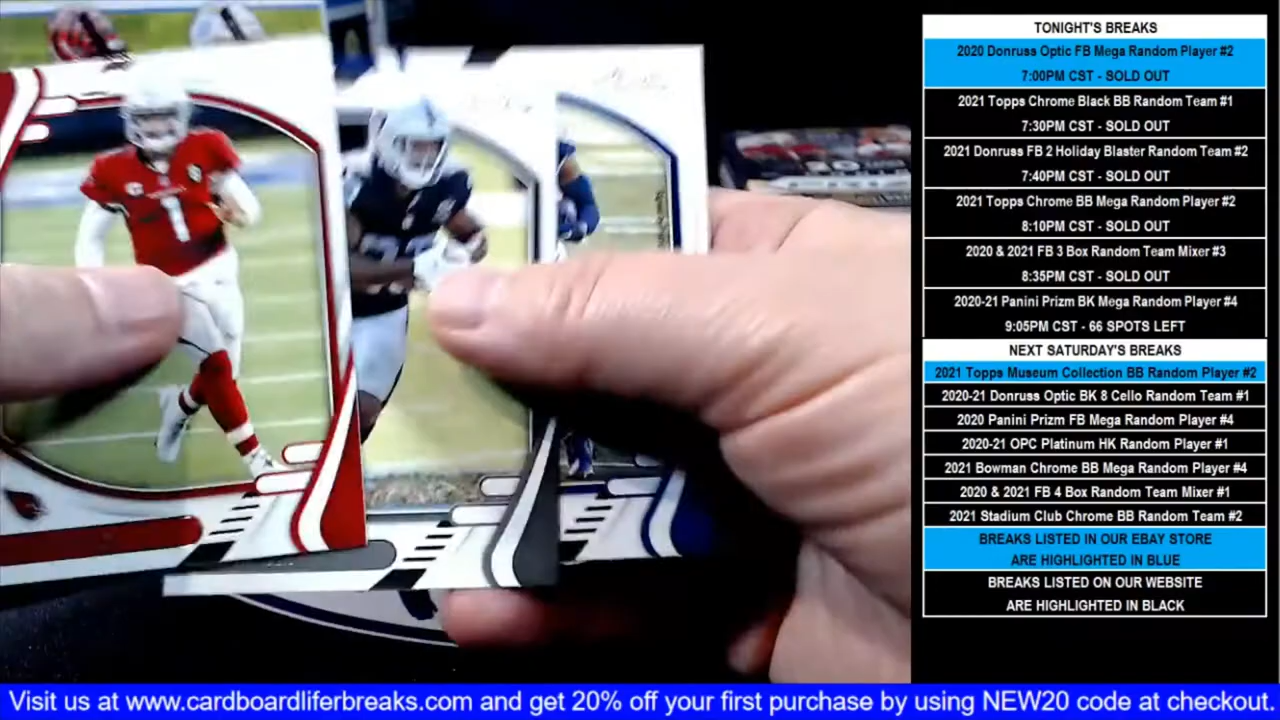 TONIGHT'S BREAKS
2020 Donruss Optic FB Mega Random Player #2
7:00PM CST - SOLD OUT
2021 Topps Chrome Black BB Random Team #1
7:30PM CST - SOLD OUT
2021 Donruss FB 2 Holiday Blaster Random Team #2
7:40PM CST - SOLD OUT
2021 Topps Chrome BB Mega Random Player #2
8:10PM CST - SOLD OUT
2020 & 2021 FB 3 Box Random Team Mixer #3
8:35PM CST - SOLD OUT
2020-21 Panini Prizm BK Mega Random Player #4
9:05PM CST - 66 SPOTS LEFT
NEXT SATURDAY'S BREAKS
2021 Topps Museum Collection BB Random Player #2
2020-21 Donruss Optic BK 8 Cello Random Team #1
2020 Panini Prizm FB Mega Random Player #4
2020-21 OPC Platinum HK Random Player #1
2021 Bowman Chrome BB Mega Random Player #4
2020 & 2021 FB 4 Box Random Team Mixer #1
2021 Stadium Club Chrome BB Random Team #2
BREAKS LISTED IN OUR EBAY STORE
ARE HIGHLIGHTED IN BLUE
BREAKS LISTED ON OUR WEBSITE
ARE HIGHLIGHTED IN BLACK
1
Visit us at www.cardboardliferbreaks.com and get 20% off your first purchase by using NEW20 code at checkout.